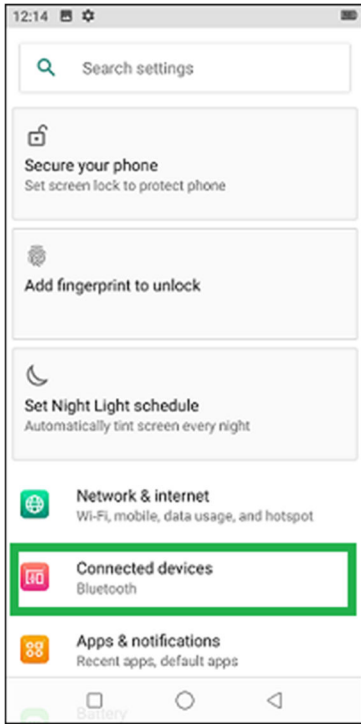 12:14
Search settings
Secure your phone
Set screen lock to protect phone
Add fingerprint to unlock
Set Night Light schedule
Automatically tint screen every night
Network & internet
Wi-Fi, mobile, data usage, and hotspot
Connected devices
Bluetooth
Apps & notifications
Recent apps, default apps
Battery